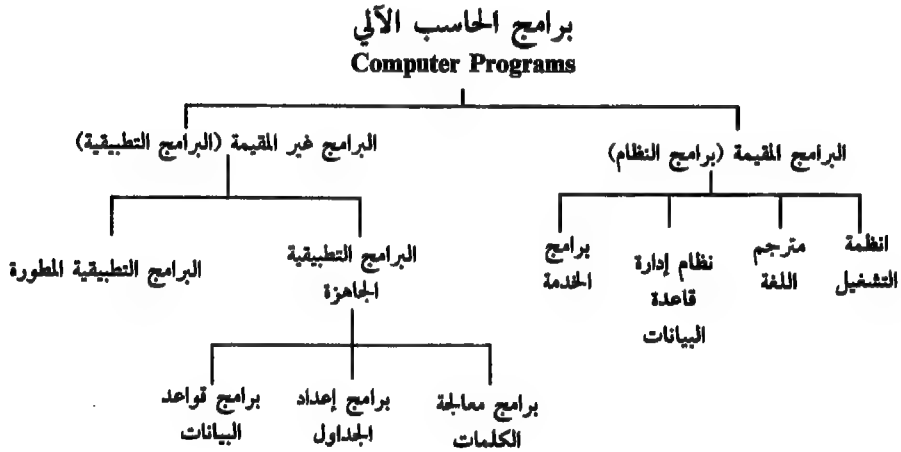 برامج الحاسب الآلي
Computer Programs
البرامج المقيمة (برامج النظام)
البرامج غير المقيمة (البرامج التطبيقية)
انظمة
التشغيل
مترجم
اللغة
نظام إدارة
قاعدة
البيانات
برامج
الخدمة
البرامج التطبيقية
الجاهزة
البرامج التطبيقية المطورة
برامج معالجة
الكلمات
برامج إعداد
الجداول
برامج قواعد
البيانات